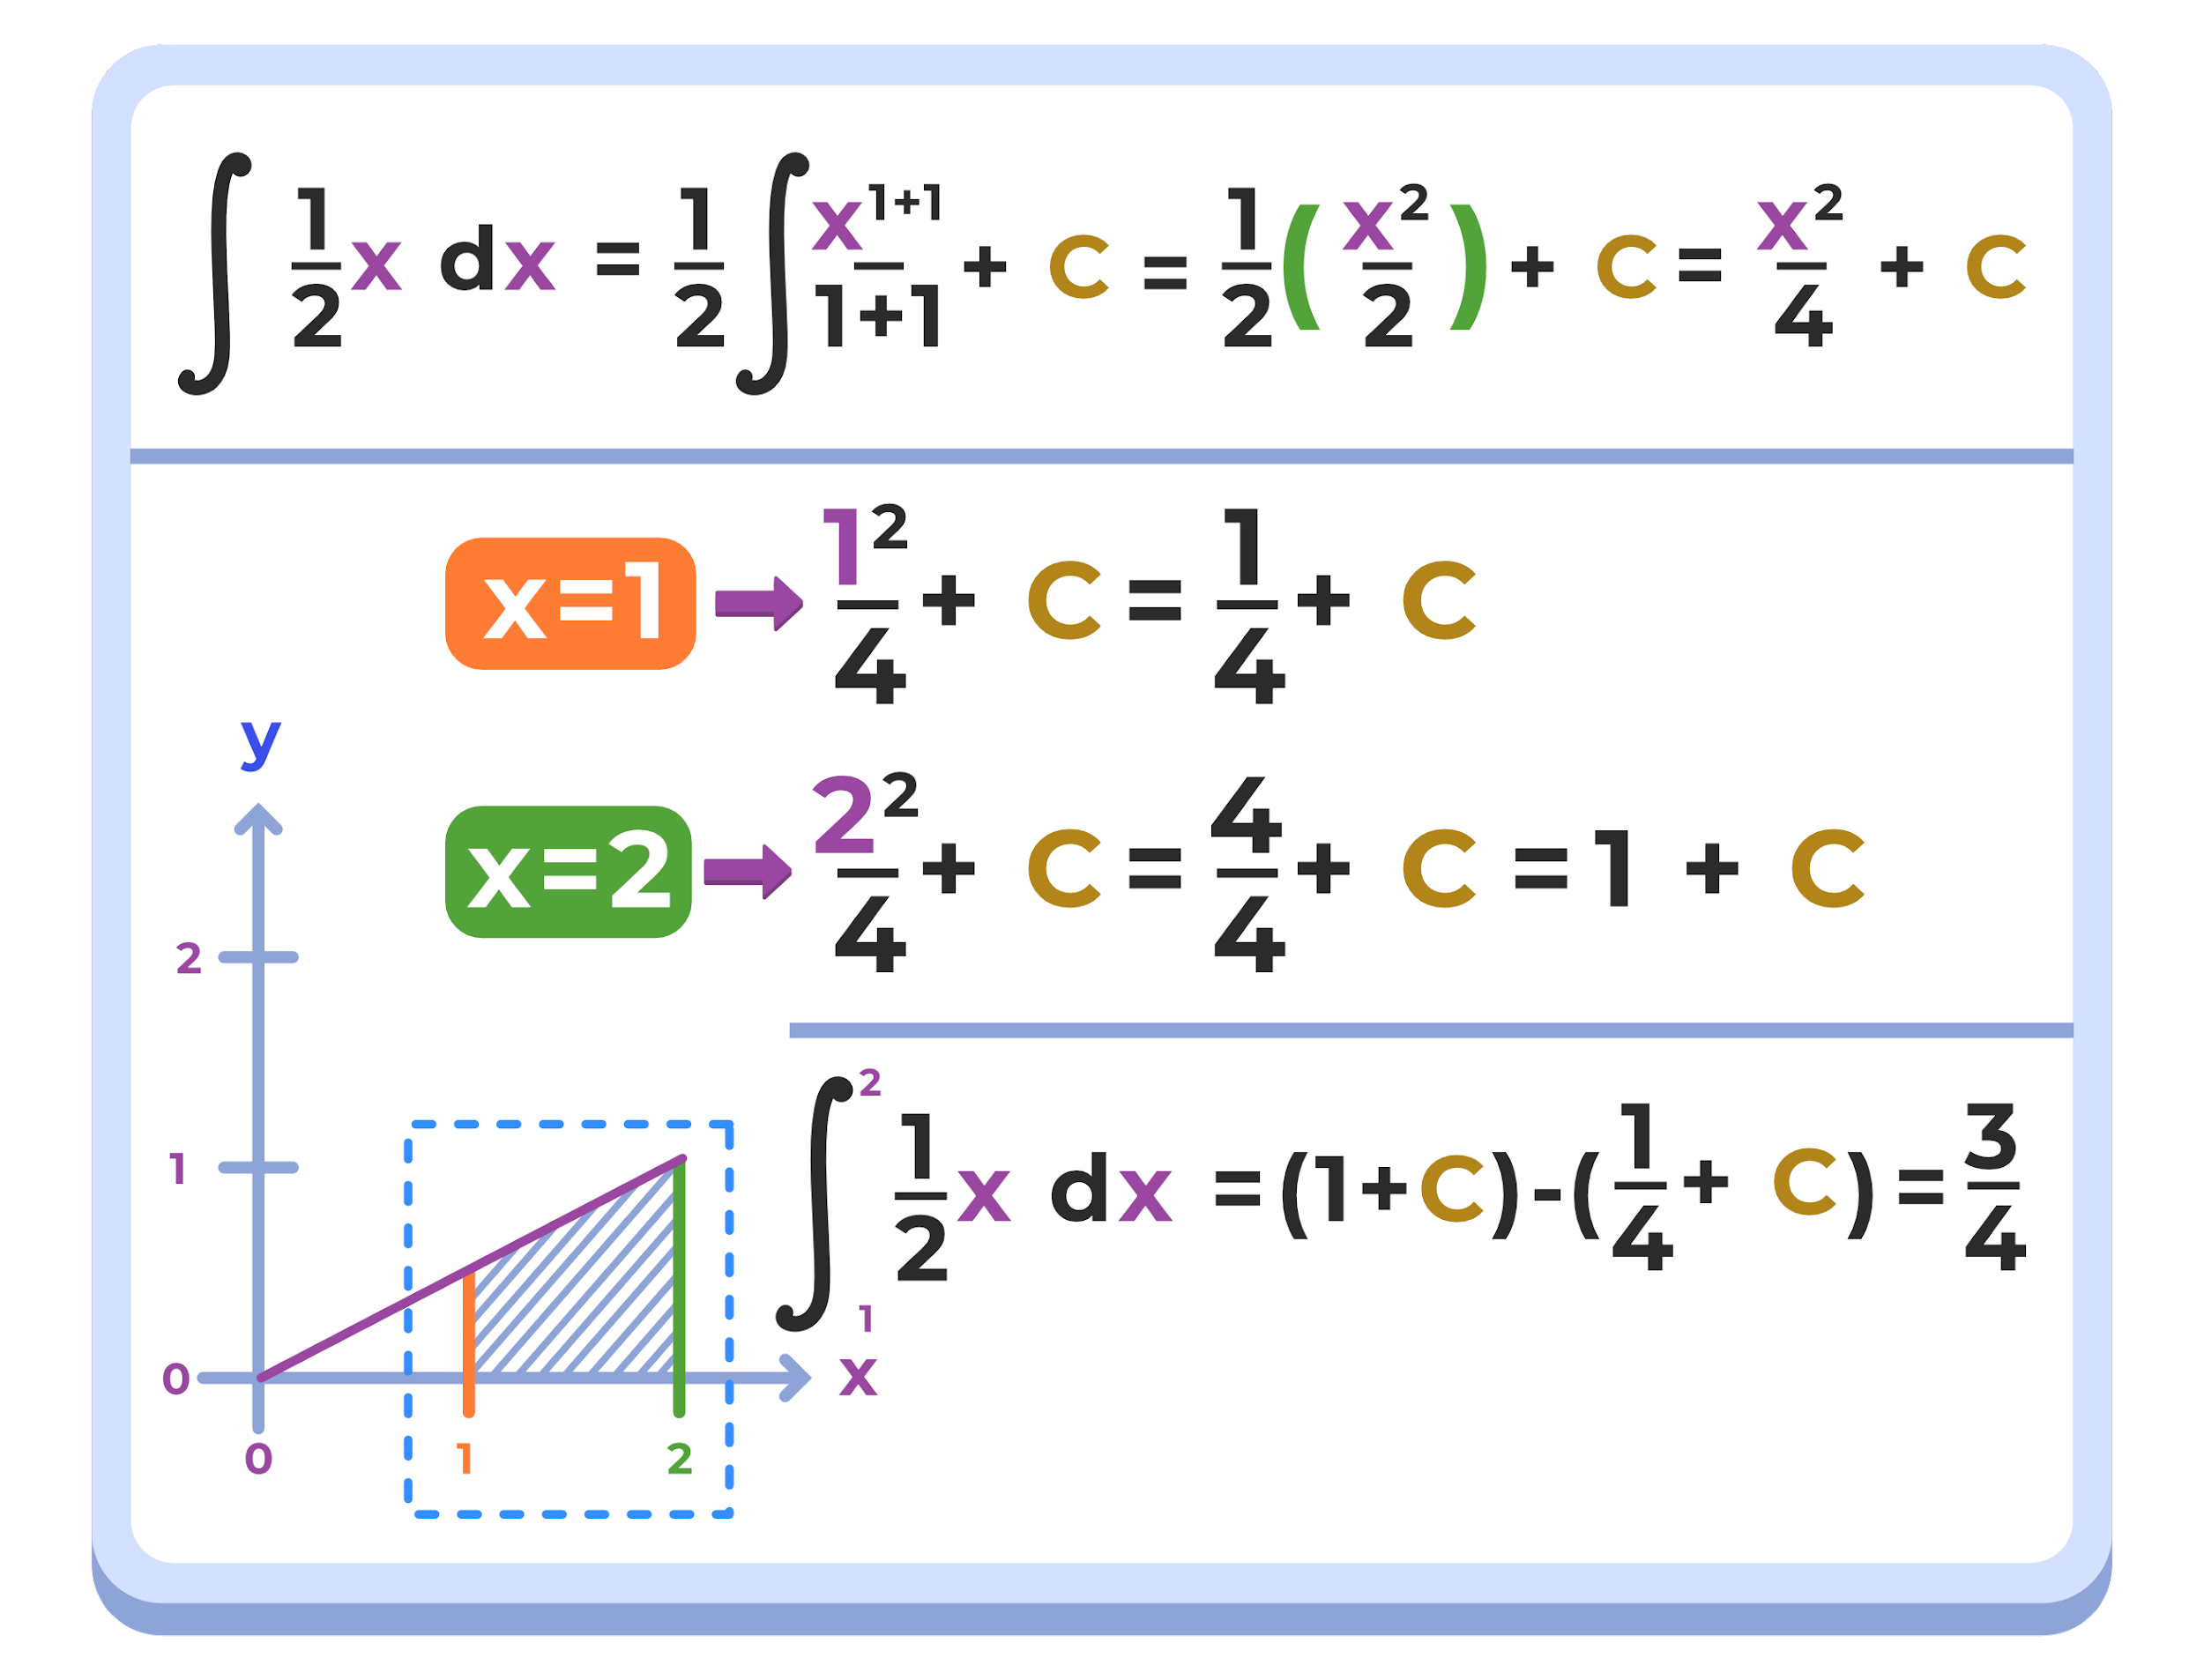 ∫ 1/2 x dx = 1/2 ∫ x^(1+1)/(1+1) + C = 1/2 (x²/2) + C = x²/4 + C
x=1 → 1²/4 + C = 1/4 + C
y
x=2 → 2²/4 + C = 4/4 + C = 1 + C
2
∫₁² 1/2 x dx = (1+C) - (1/4 + C) = 3/4
1
0
x
0 1 2